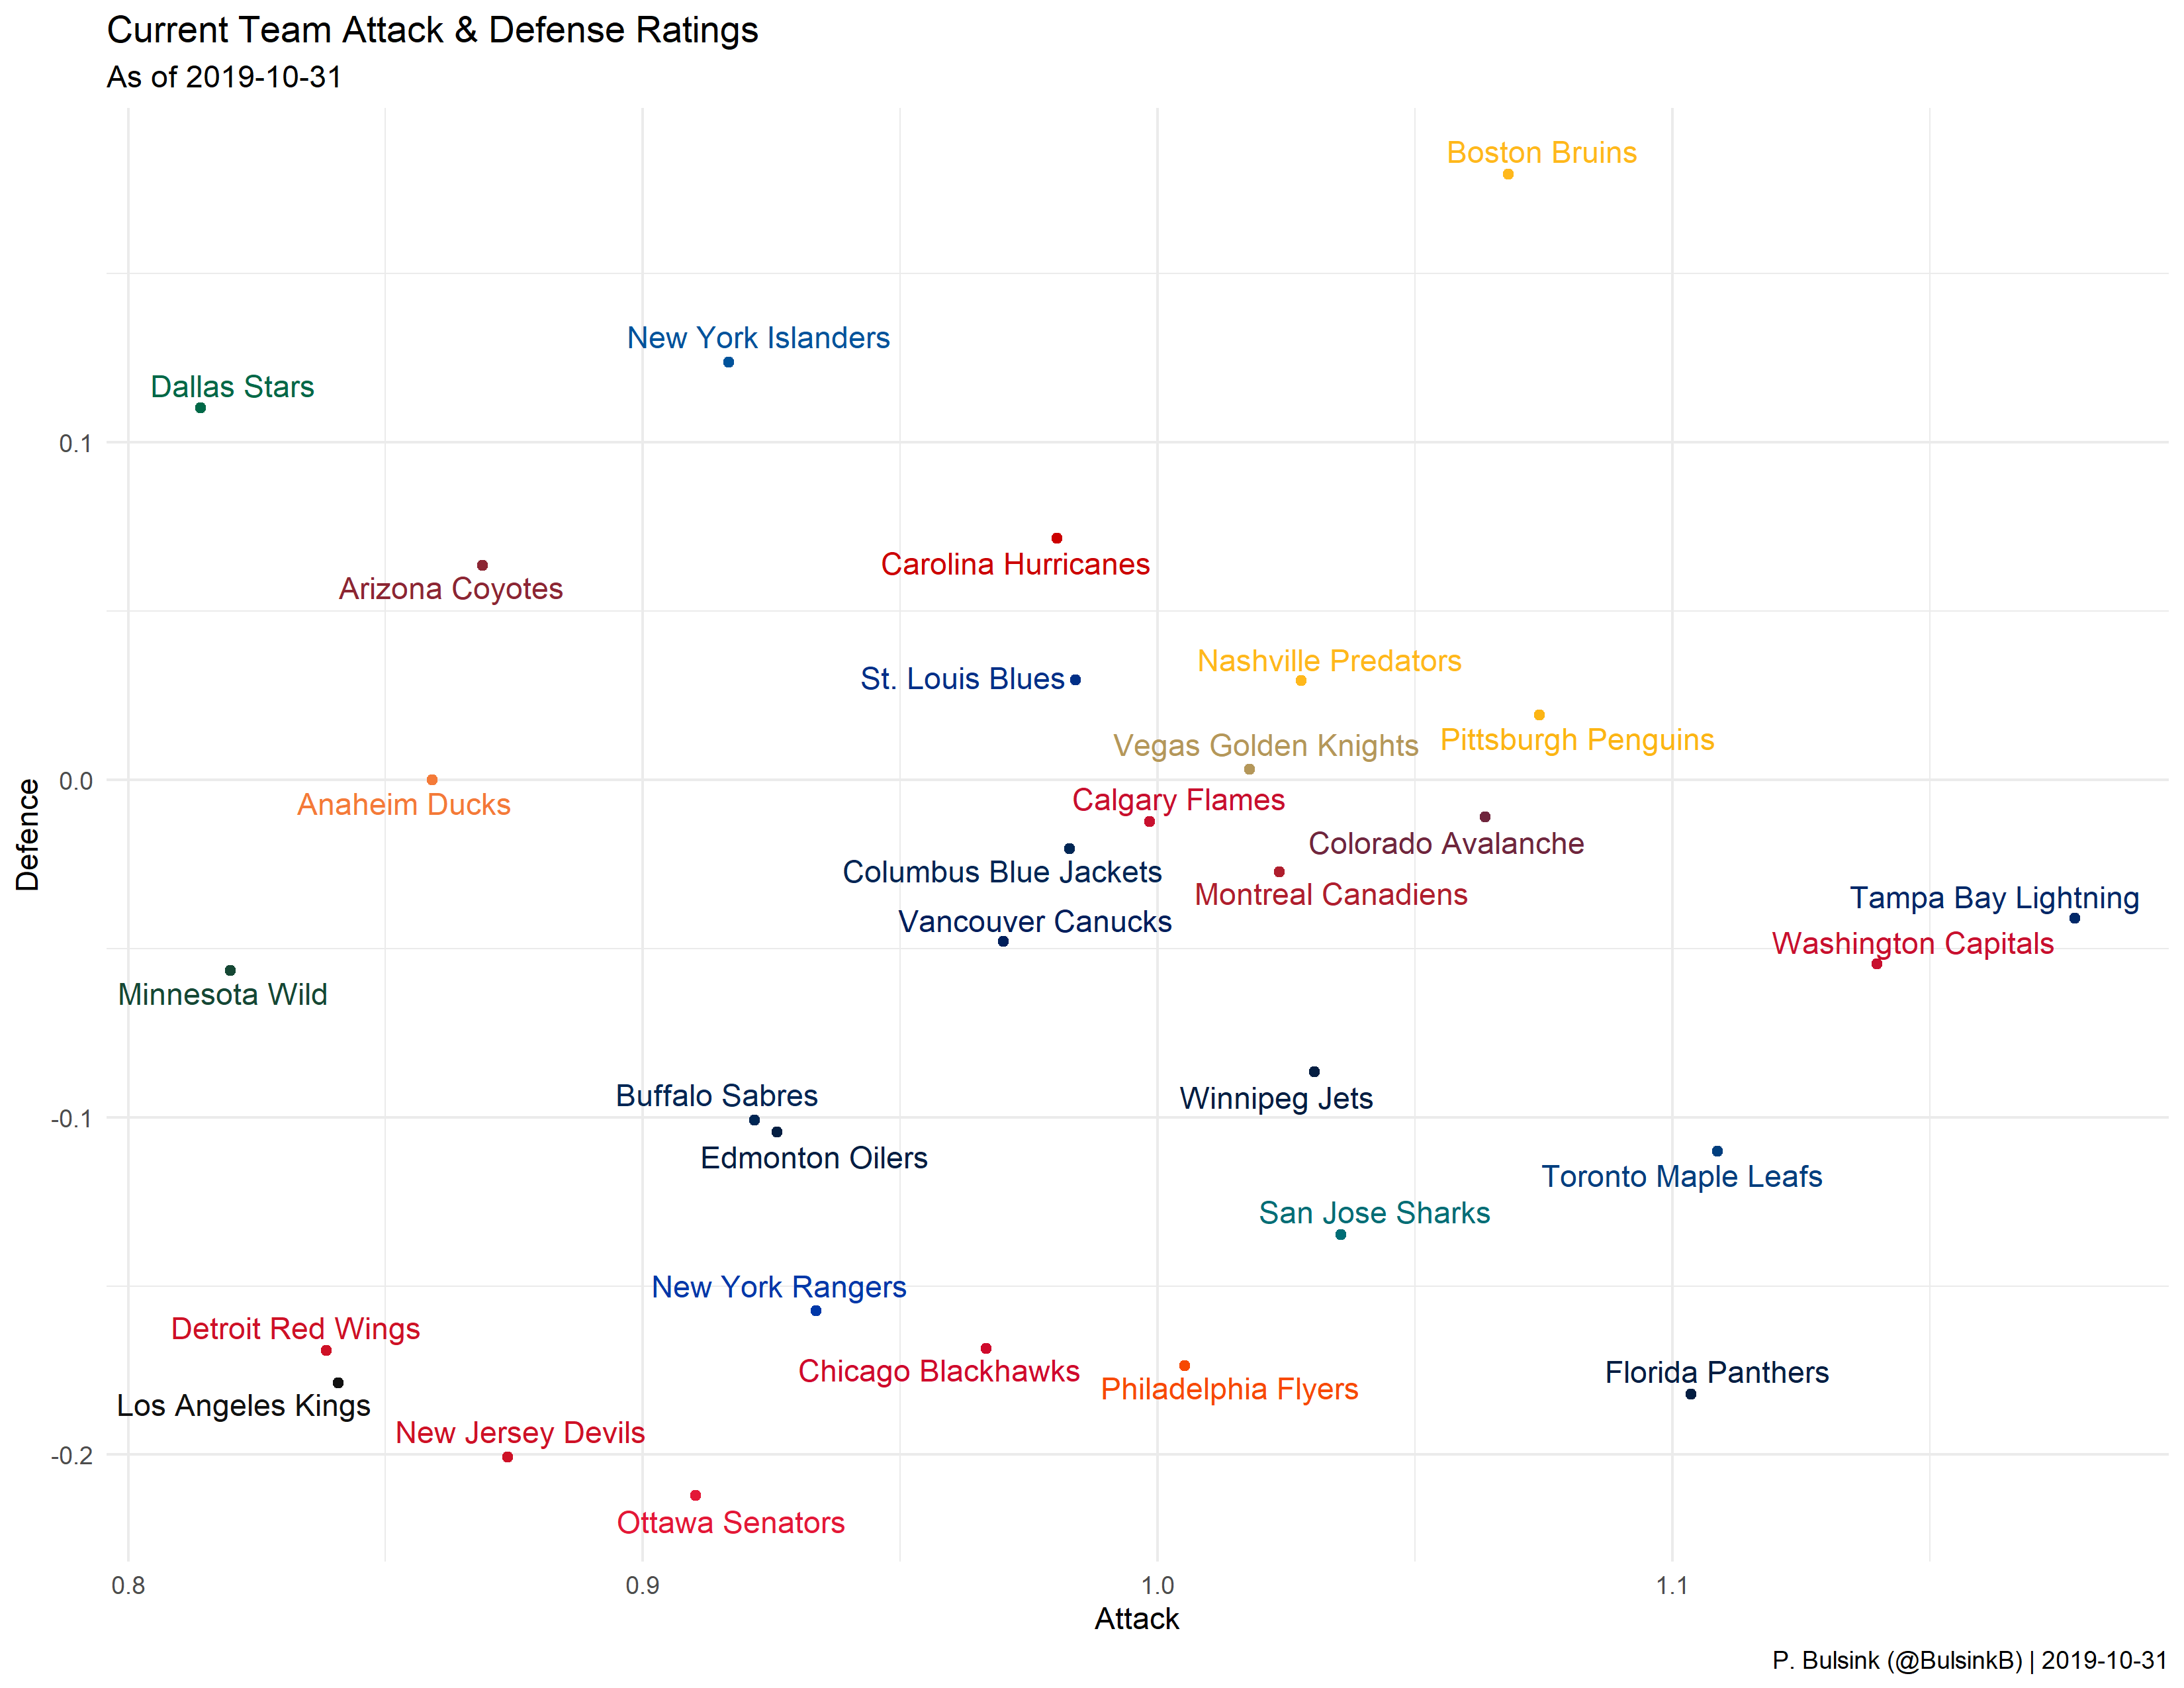 Current Team Attack & Defense Ratings
As of 2019-10-31
Boston Bruins
New York Islanders
Dallas Stars
0.1
Carolina Hurricanes
Arizona Coyotes
Nashville Predators
St. Louis Blues
Pittsburgh Penguins
Vegas Golden Knights
0.0
Calgary Flames
Anaheim Ducks
Defence
Colorado Avalanche
Columbus Blue Jackets
Montreal Canadiens
Tampa Bay Lightning
Vancouver Canucks
Washington Capitals
Minnesota Wild
Buffalo Sabres
Winnipeg Jets
-0.1
Edmonton Oilers
Toronto Maple Leafs
San Jose Sharks
New York Rangers
Detroit Red Wings
Chicago Blackhawks
Florida Panthers
Philadelphia Flyers
Los Angeles Kings
New Jersey Devils
-0.2
Ottawa Senators
0.8 0.9 1.0 1.1
Attack
P. Bulsink (@BulsinkB) | 2019-10-31